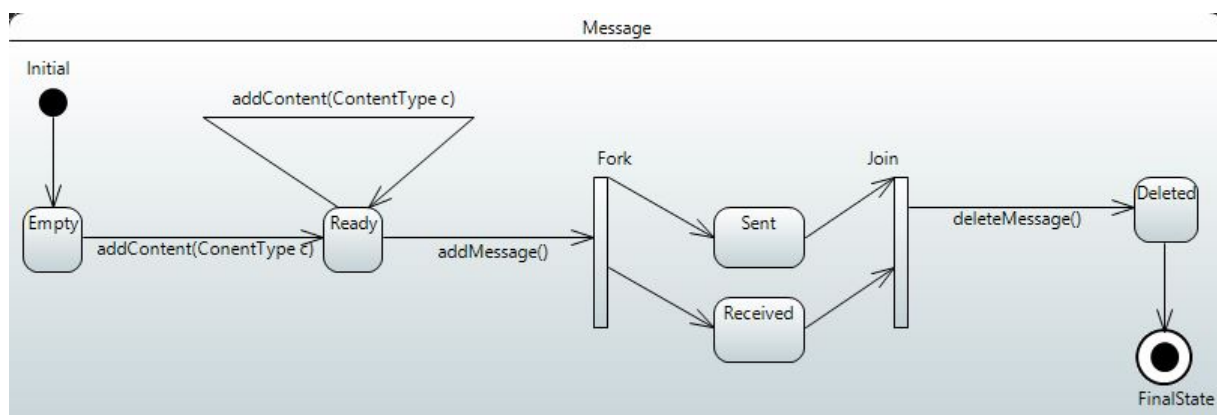 Message
Initial
addContent(ContentType c)
Fork
Join
Empty
addContent(ConentType c)
Ready
addMessage()
Sent
Received
deleteMessage()
Deleted
FinalState